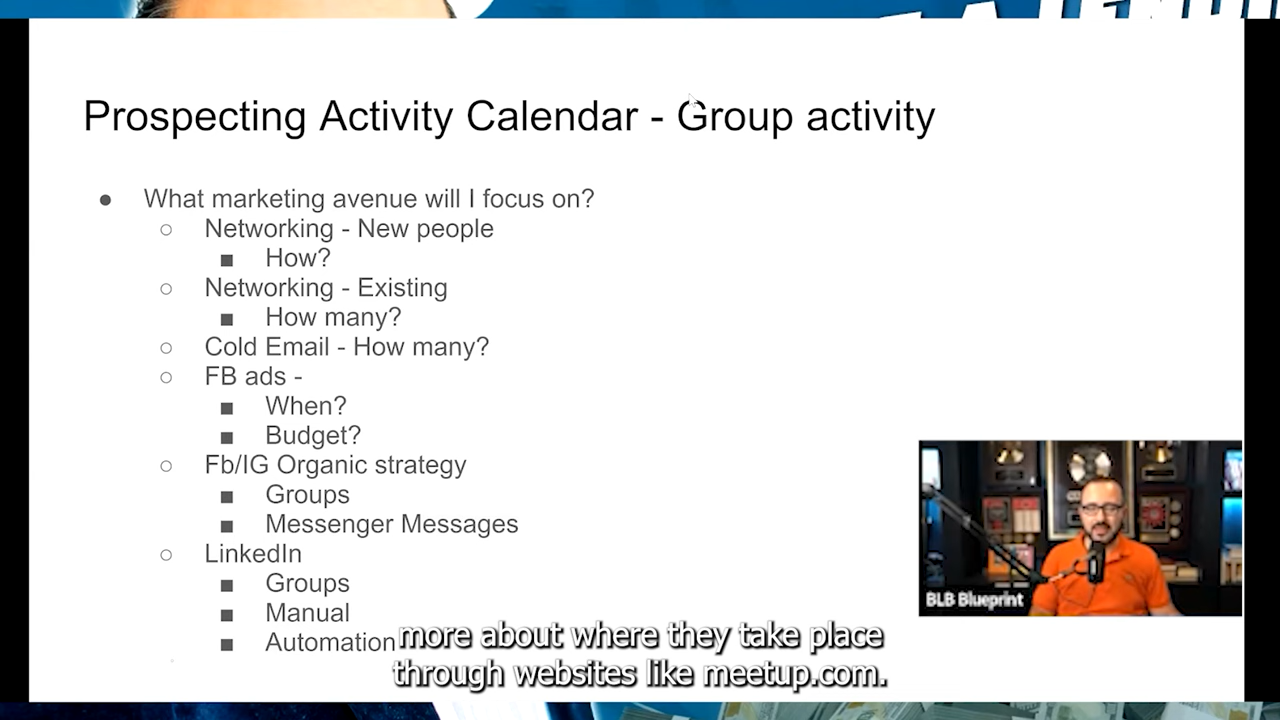 Prospecting Activity Calendar - Group activity
● What marketing avenue will I focus on?
○ Networking - New people
■ How?
○ Networking - Existing
■ How many?
○ Cold Email - How many?
○ FB ads -
■ When?
■ Budget?
○ Fb/IG Organic strategy
■ Groups
■ Messenger Messages
○ LinkedIn
■ Groups
■ Manual
■ Automation
BLB Blueprint
more about where they take place
through websites like meetup.com.